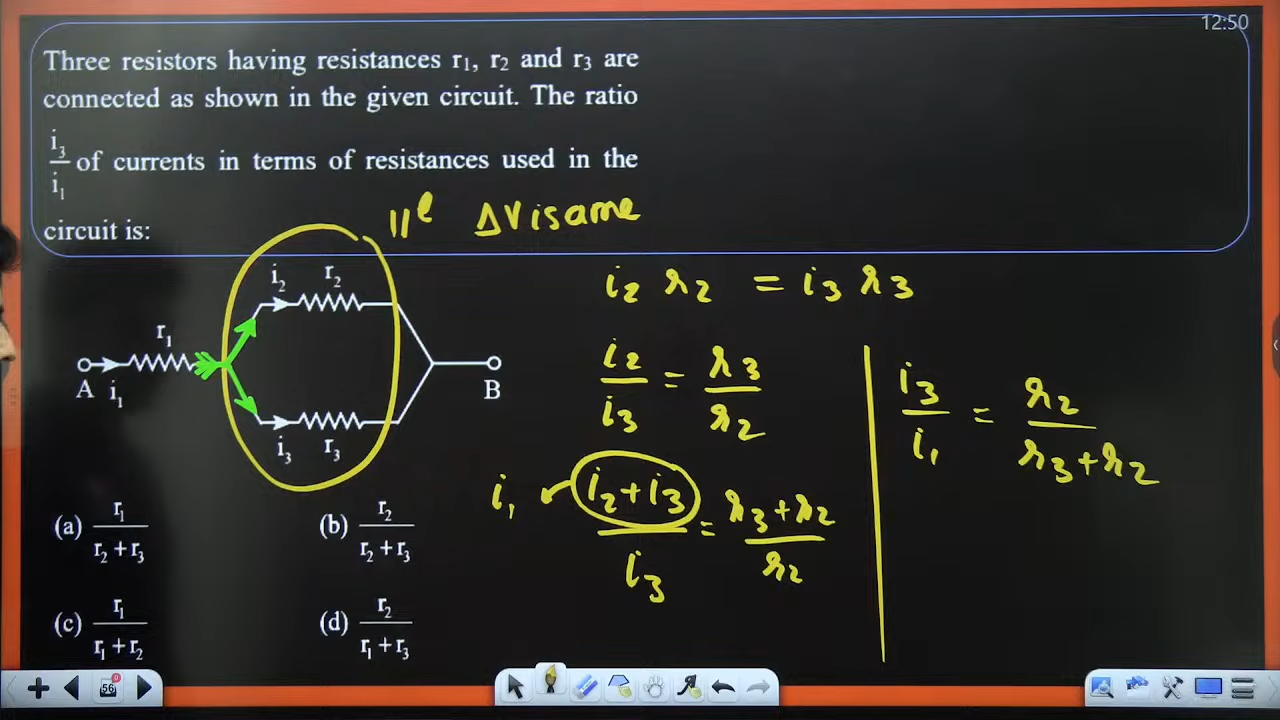 12:50
Three resistors having resistances r₁, r₂ and r₃ are
connected as shown in the given circuit. The ratio
i₃/i₁ of currents in terms of resistances used in the
circuit is:
||el ΔV is same
i₂ r₂
i₂ r₂ = i₃ r₃
r₁
i₂/i₃ = r₃/r₂
i₃/i₁ = r₂/(r₃+r₂)
A i₁
B
i₃ r₃
i₁ (i₂+i₃)/i₃ = (r₃+r₂)/r₂
(a) r₁/(r₂+r₃) (b) r₂/(r₂+r₃)
(c) r₁/(r₁+r₂) (d) r₂/(r₁+r₃)
56